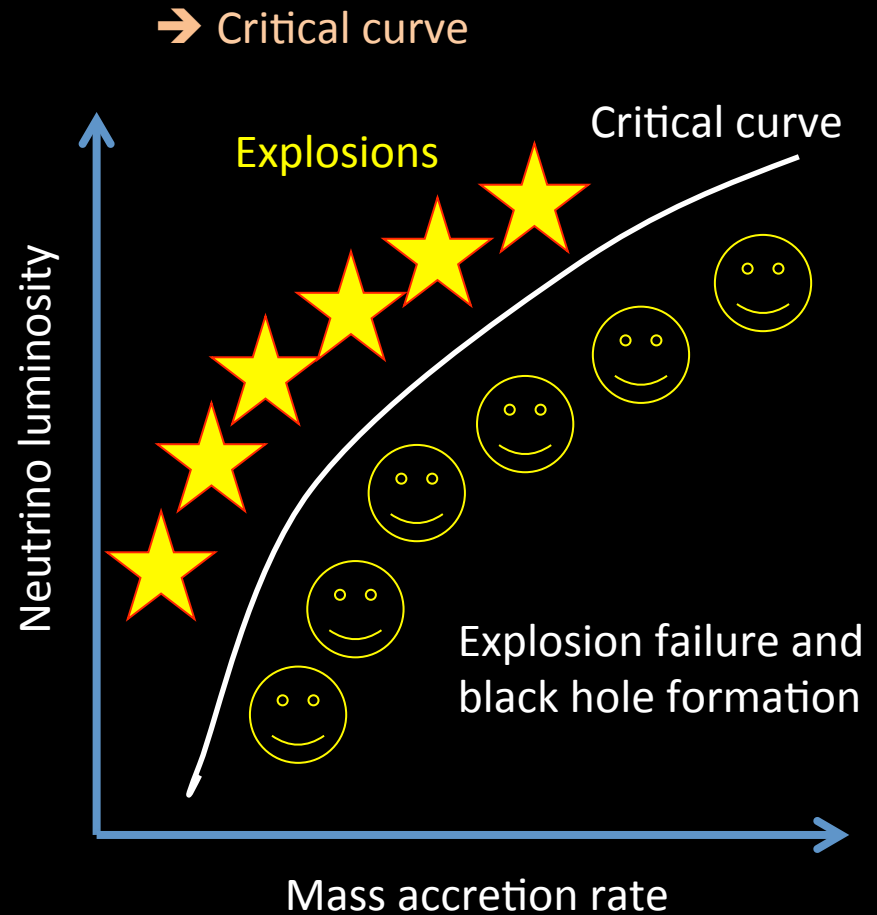 ➔ Critical curve
Critical curve
Explosions
Neutrino luminosity
Explosion failure and
black hole formation
Mass accretion rate